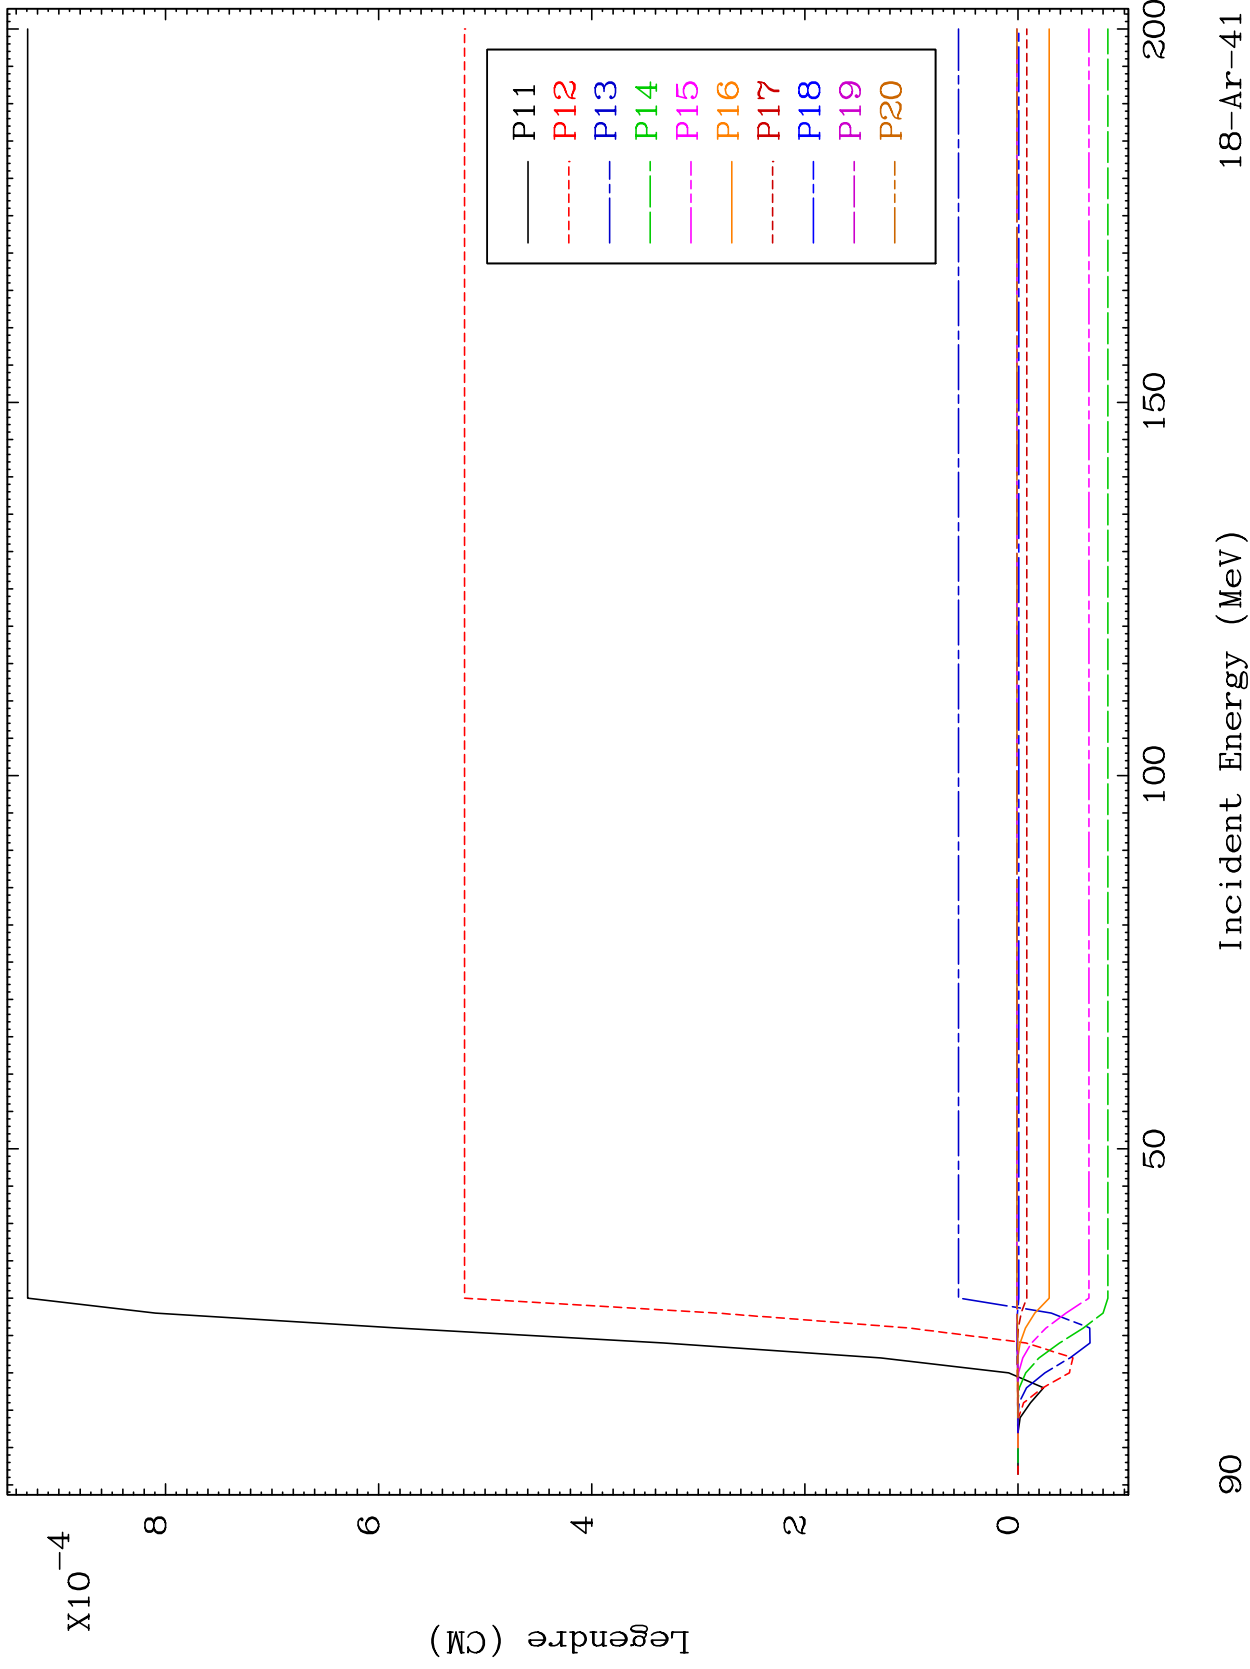 X10-4
8
6
4
2
0
Legendre (CM)
P11
P12
P13
P14
P15
P16
P17
P18
P19
P20
50
100
150
200
Incident Energy (MeV)
90
18-Ar-41